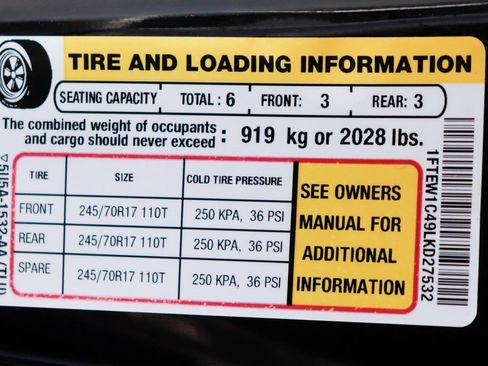 TIRE AND LOADING INFORMATION
SEATING CAPACITY TOTAL : 6 FRONT: 3 REAR: 3
The combined weight of occupants
and cargo should never exceed : 919 kg or 2028 lbs.
TIRE SIZE COLD TIRE PRESSURE
FRONT 245/70R17 110T 250 KPA, 36 PSI
REAR 245/70R17 110T 250 KPA, 36 PSI
SPARE 245/70R17 110T 250 KPA, 36 PSI
SEE OWNERS
MANUAL FOR
ADDITIONAL
INFORMATION
1FTEW1C49LKD27532